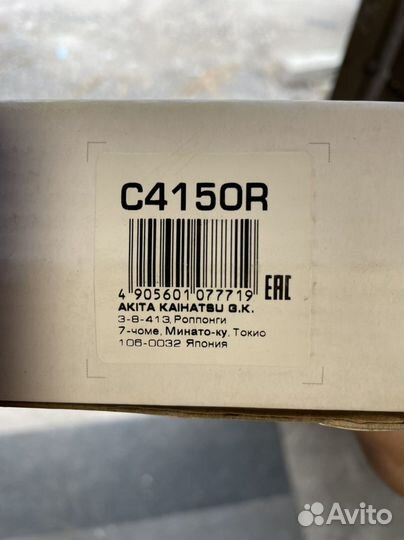 C4150R
4 905601 077719
EAC
AKITA KAIHATSU G.K.
3-8-413, Роппонги
7-чоме, Минато-ку, Токио
106-0032 Япония
Avito